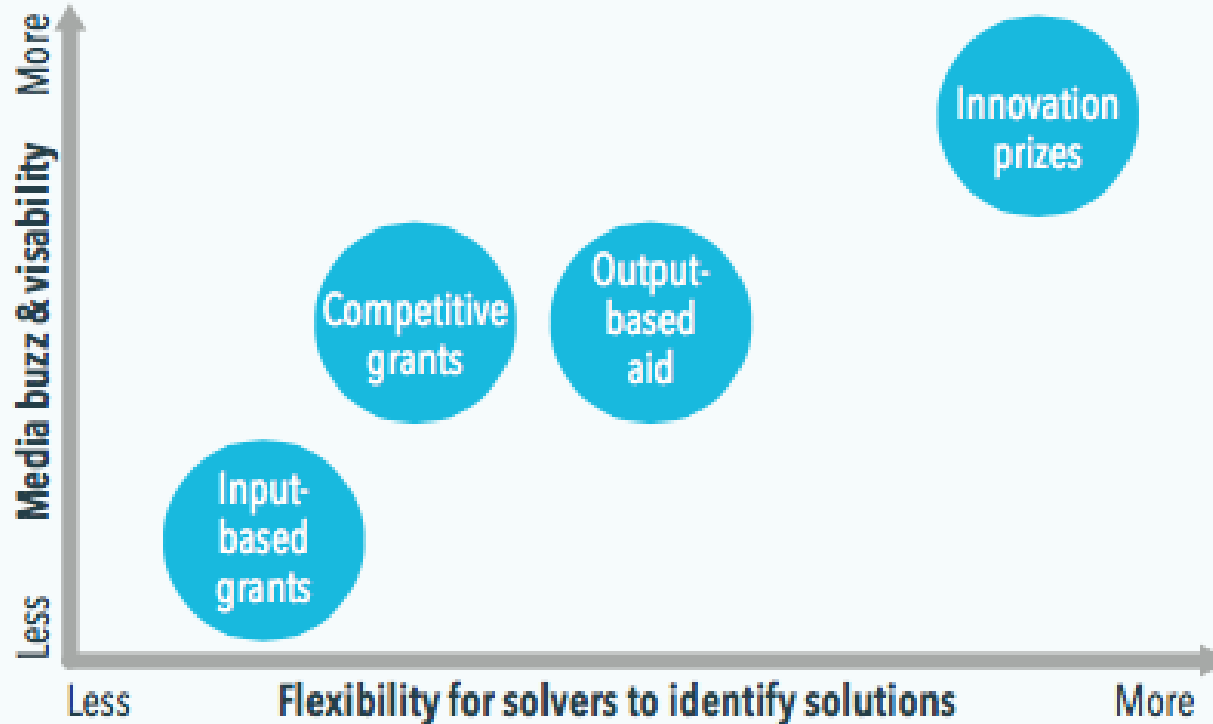 More
Media buzz & visability
Less
Innovation
prizes
Competitive
grants
Output-
based
aid
Input-
based
grants
Less
Flexibility for solvers to identify solutions
More